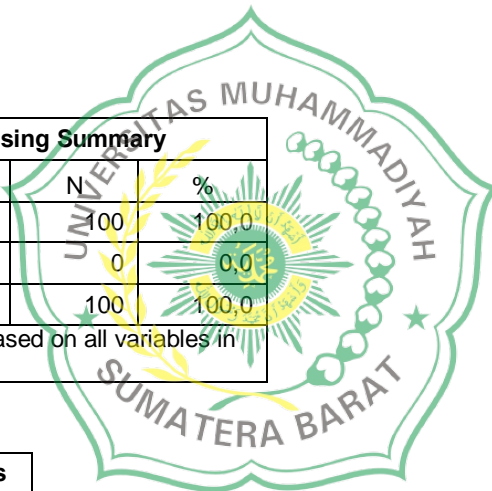 UNIVERSITAS MUHAMMADIYAH
sing Summary
N %
100 100,0
0 0,0
100 100,0
ased on all variables in
SUMATERA BARAT
s